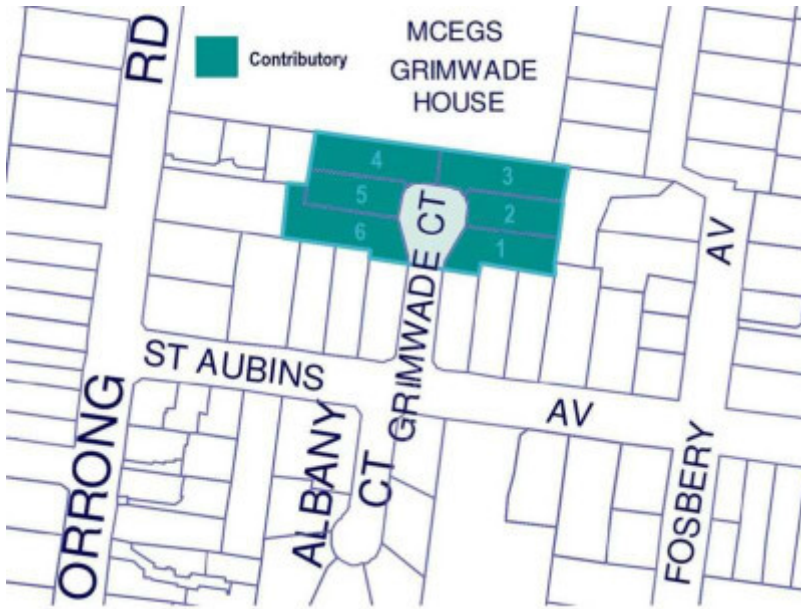 MCEGS
GRIMWADE
HOUSE
Contributory
RD
4
3
5
2
6
1
GRIMWADE CT
AV
ST AUBINS
AV
ORRONG
ALBANY
CT
FOSBERY